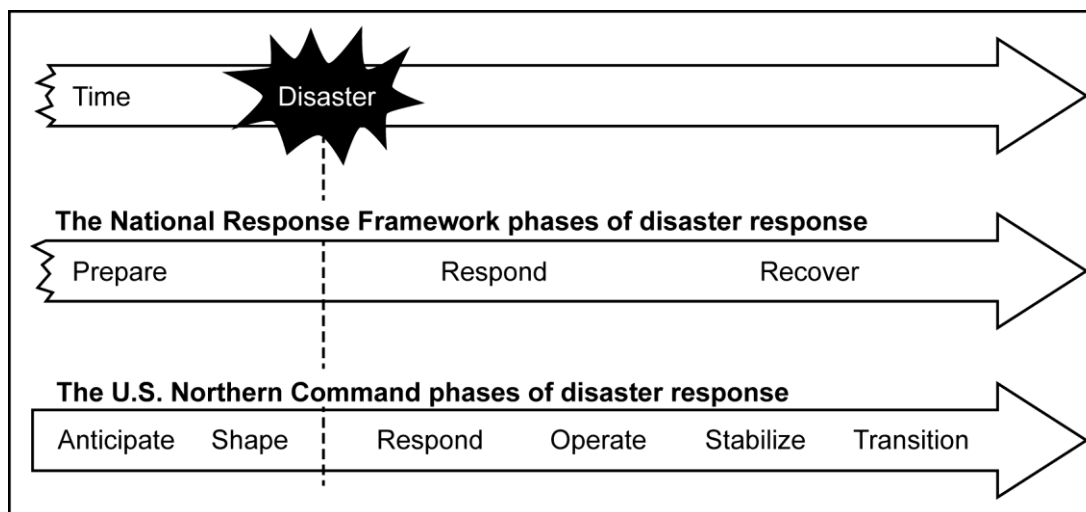 Time Disaster
The National Response Framework phases of disaster response
Prepare Respond Recover
The U.S. Northern Command phases of disaster response
Anticipate Shape Respond Operate Stabilize Transition